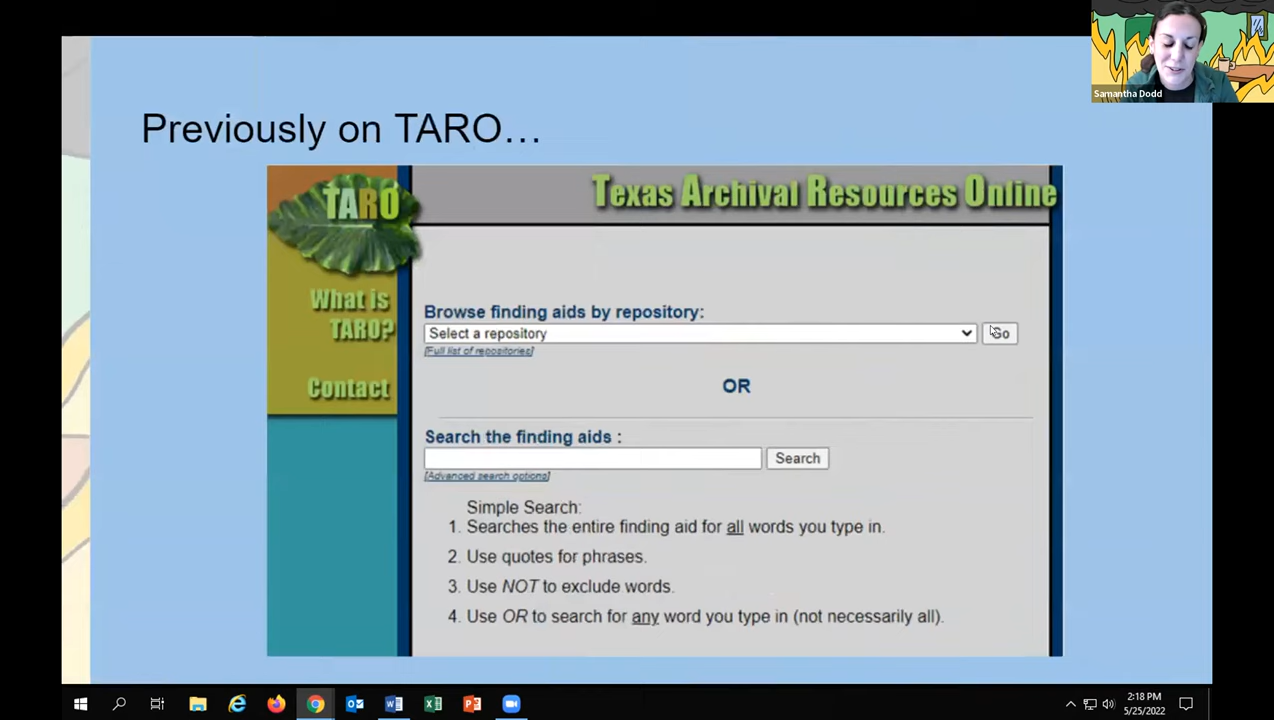 Samantha Dodd
Previously on TARO…
TARO
Texas Archival Resources Online
What is
TARO?
Contact
Browse finding aids by repository:
Select a repository
Go
[Full list of repositories]
OR
Search the finding aids :
Search
[Advanced search options]
Simple Search:
1. Searches the entire finding aid for all words you type in.
2. Use quotes for phrases.
3. Use NOT to exclude words.
4. Use OR to search for any word you type in (not necessarily all).
2:18 PM
5/25/2022